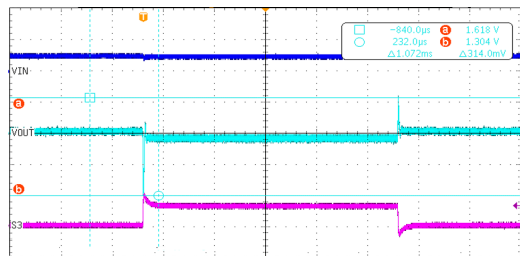 T
−840.0µs a 1.618 V
232.0µs b 1.304 V
Δ1.072ms Δ314.0mV
VIN
a
VOUT
b
S3